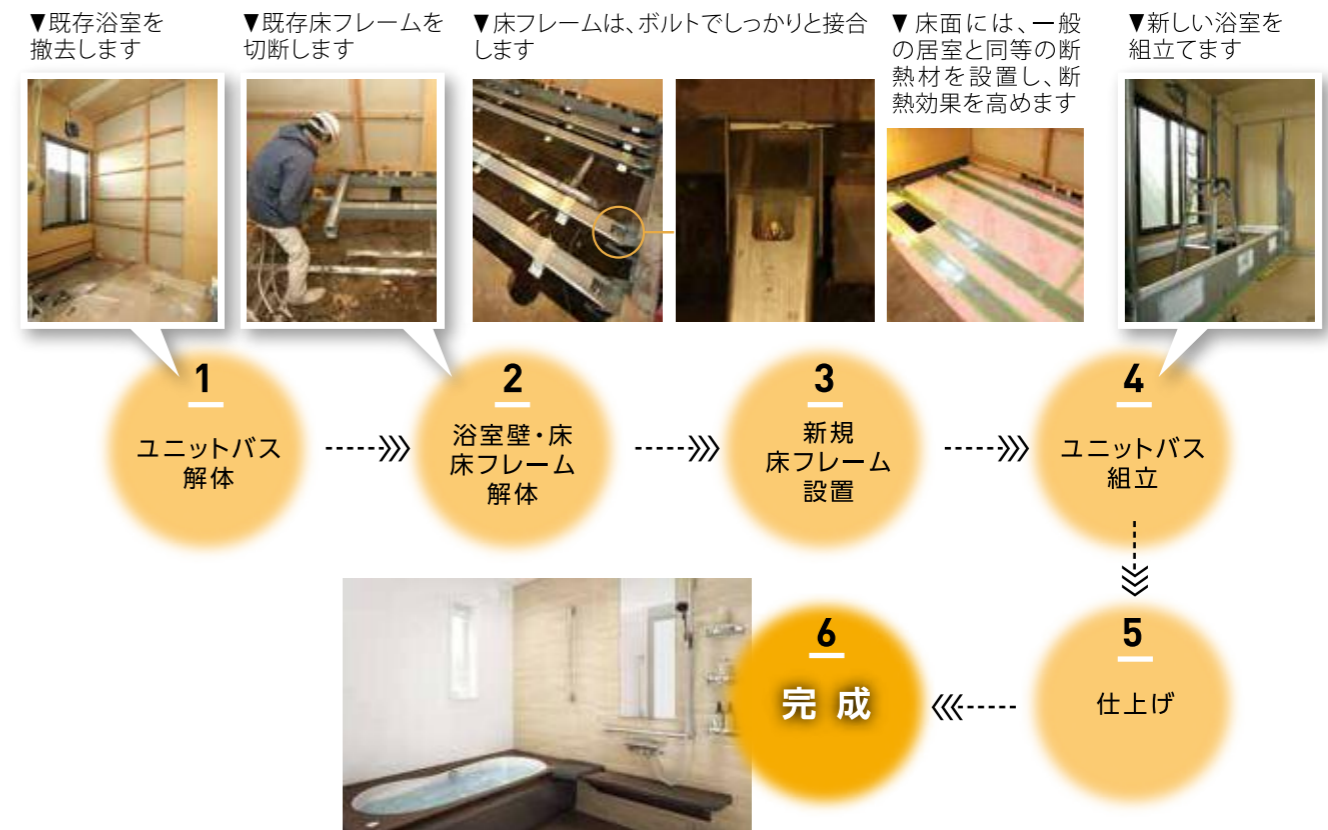 ▼既存浴室を
撤去します
▼既存床フレームを
切断します
▼床フレームは、ボルトでしっかりと接合
します
▼床面には、一般
の居室と同等の断
熱材を設置し、断
熱効果を高めます
▼新しい浴室を
組立てます
1
ユニットバス
解体
2
浴室壁・床
床フレーム
解体
3
新規
床フレーム
設置
4
ユニットバス
組立
5
仕上げ
6
完成